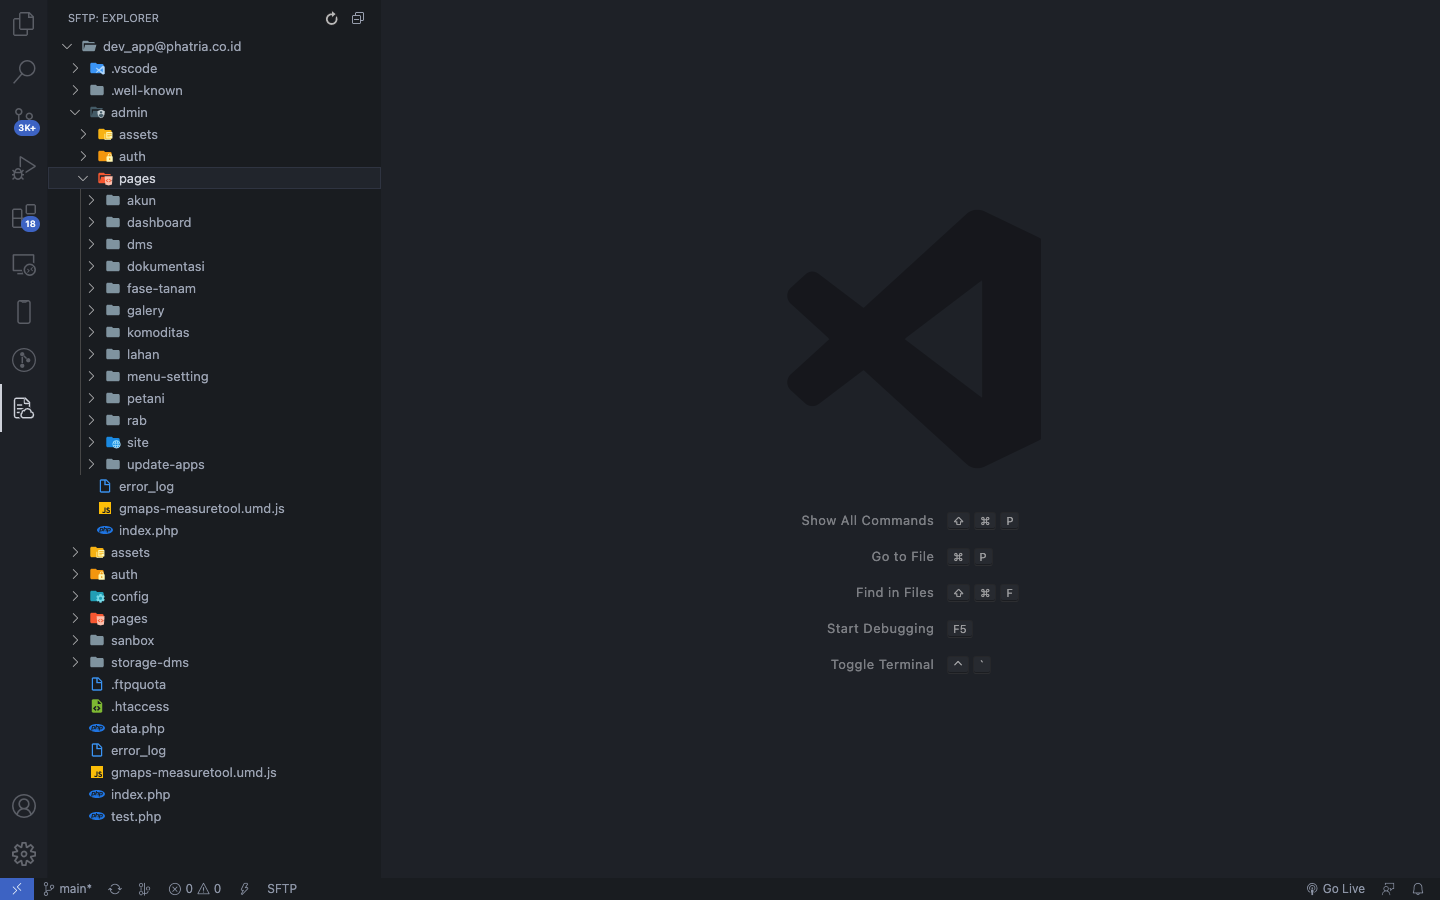 SFTP: EXPLORER
dev_app@phatria.co.id
.vscode
.well-known
admin
assets
auth
pages
akun
dashboard
dms
dokumentasi
fase-tanam
galery
komoditas
lahan
menu-setting
petani
rab
site
update-apps
error_log
gmaps-measuretool.umd.js
index.php
assets
auth
config
pages
sanbox
storage-dms
.ftpquota
.htaccess
data.php
error_log
gmaps-measuretool.umd.js
index.php
test.php
3K+
18
Show All Commands ⇧ ⌘ P
Go to File ⌘ P
Find in Files ⇧ ⌘ F
Start Debugging F5
Toggle Terminal ^ `
main* 0 0 SFTP Go Live